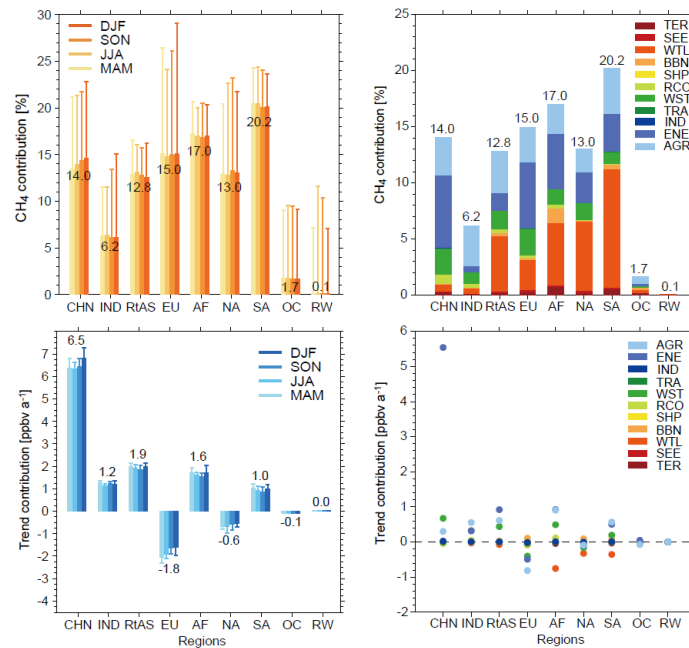 CH4 contribution [%]
30
25
20
15
10
5
0
DJF
SON
JJA
MAM
14.0
6.2
12.8
15.0
17.0
13.0
20.2
1.7
0.1
CHN IND RtAS EU AF NA SA OC RW
CH4 contribution [%]
25
20
15
10
5
0
TER
SEE
WTL
BBN
SHP
RCO
WST
TRA
IND
ENE
AGR
14.0
6.2
12.8
15.0
17.0
13.0
20.2
1.7
0.1
CHN IND RtAS EU AF NA SA OC RW
Trend contribution [ppbv a-1]
7
6
5
4
3
2
1
0
-1
-2
-3
-4
DJF
SON
JJA
MAM
6.5
1.2
1.9
-1.8
1.6
-0.6
1.0
-0.1
0.0
CHN IND RtAS EU AF NA SA OC RW
Regions
Trend contribution [ppbv a-1]
6
5
4
3
2
1
0
-1
-2
AGR
ENE
IND
TRA
WST
RCO
SHP
BBN
WTL
SEE
TER
CHN IND RtAS EU AF NA SA OC RW
Regions